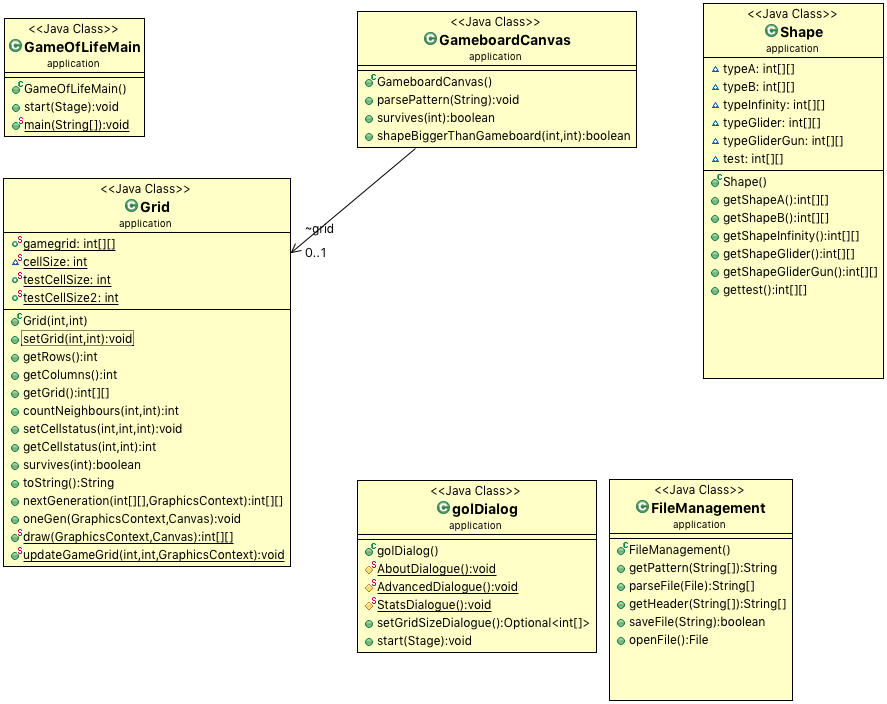 <<Java Class>>
GameOfLifeMain
application
GameOfLifeMain()
start(Stage):void
main(String[]):void
<<Java Class>>
GameboardCanvas
application
GameboardCanvas()
parsePattern(String):void
survives(int):boolean
shapeBiggerThanGameboard(int,int):boolean
<<Java Class>>
Shape
application
typeA: int[][]
typeB: int[][]
typeInfinity: int[][]
typeGlider: int[][]
typeGliderGun: int[][]
test: int[][]
Shape()
getShapeA():int[][]
getShapeB():int[][]
getShapeInfinity():int[][]
getShapeGlider():int[][]
getShapeGliderGun():int[][]
gettest():int[][]
<<Java Class>>
Grid
application
gamegrid: int[][]
cellSize: int
testCellSize: int
testCellSize2: int
Grid(int,int)
setGrid(int,int):void
getRows():int
getColumns():int
getGrid():int[][]
countNeighbours(int,int):int
setCellstatus(int,int,int):void
getCellstatus(int,int):int
survives(int):boolean
toString():String
nextGeneration(int[][],GraphicsContext):int[][]
oneGen(GraphicsContext,Canvas):void
draw(GraphicsContext,Canvas):int[][]
updateGameGrid(int,int,GraphicsContext):void
~grid
0..1
<<Java Class>>
golDialog
application
golDialog()
AboutDialogue():void
AdvancedDialogue():void
StatsDialogue():void
setGridSizeDialogue():Optional<int[]>
start(Stage):void
<<Java Class>>
FileManagement
application
FileManagement()
getPattern(String[]):String
parseFile(File):String[]
getHeader(String[]):String[]
saveFile(String):boolean
openFile():File